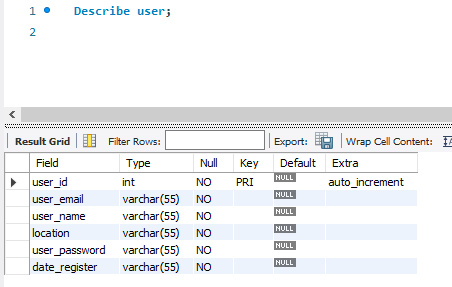 1 Describe user;
2
Result Grid Filter Rows: Export: Wrap Cell Content:
Field Type Null Key Default Extra
user_id int NO PRI NULL auto_increment
user_email varchar(55) NO NULL
user_name varchar(55) NO NULL
location varchar(55) NO NULL
user_password varchar(55) NO NULL
date_register varchar(55) NO NULL